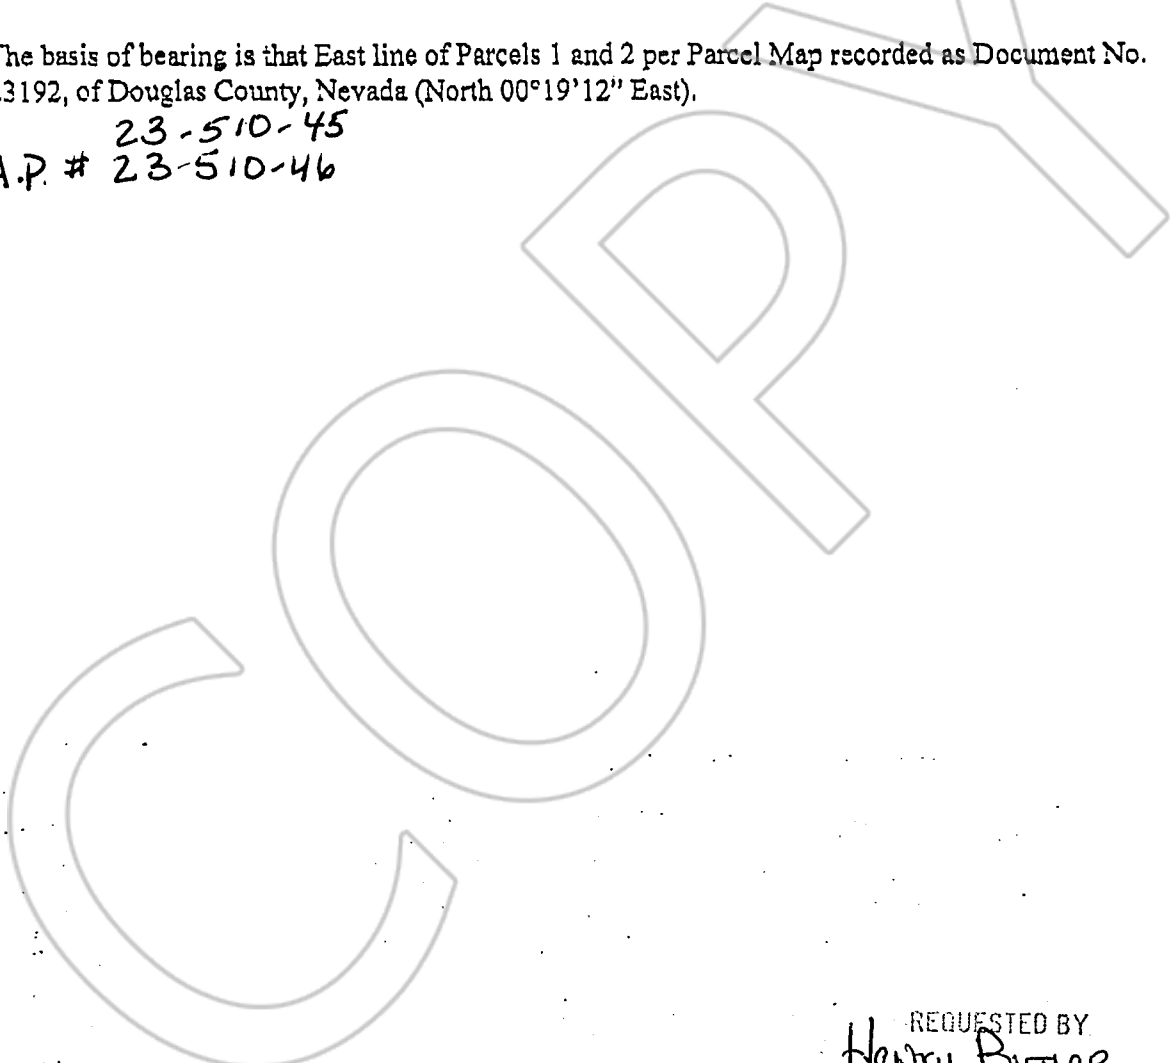 The basis of bearing is that East line of Parcels 1 and 2 per Parcel Map recorded as Document No.
3192, of Douglas County, Nevada (North 00°19'12" East).
23-510-45
A.P. # 23-510-46
COPY
REQUESTED BY
Henry